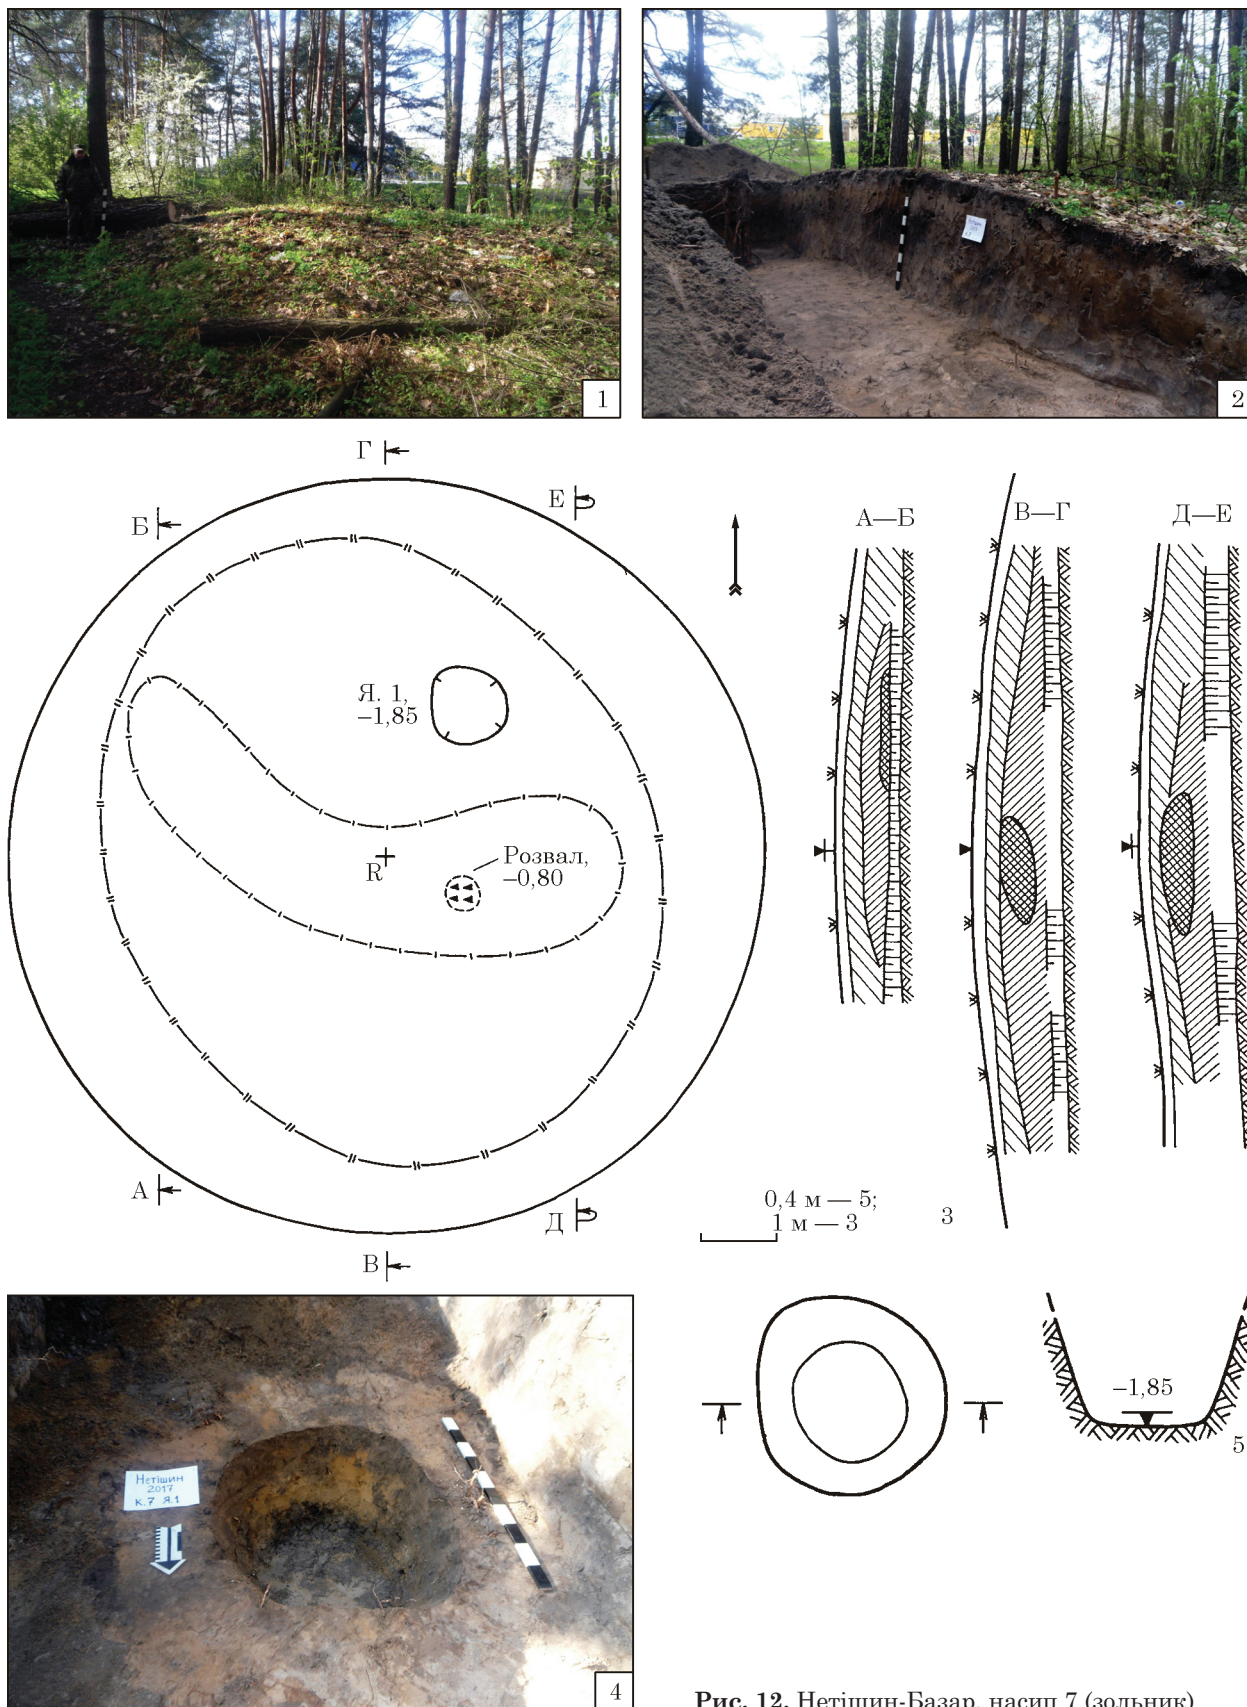 1
2
Г
Б
Е
А—Б
В—Г
Д—Е
Я. 1,
–1,85
Розвал,
–0,80
R
А
Д
В
0,4 м — 5;
1 м — 3
3
Нетішин
2017
К.7 Я.1
4
–1,85
5
Рис. 12. Нетішин-Базар, насип 7 (зольник)